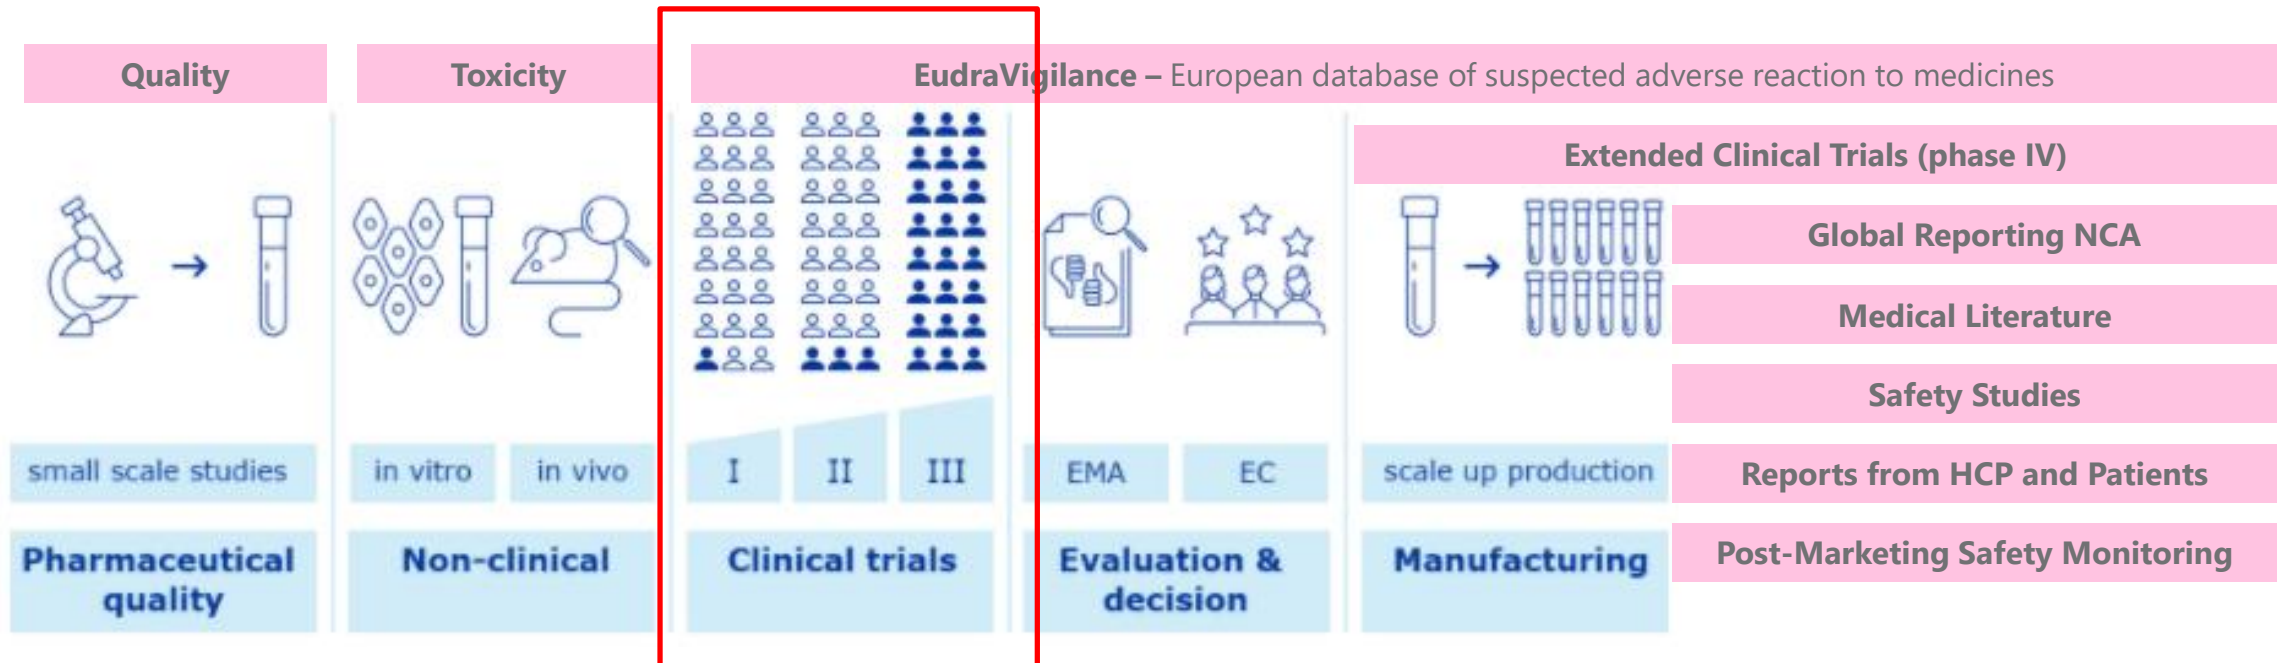 Quality
Toxicity
EudraVigilance – European database of suspected adverse reaction to medicines
Extended Clinical Trials (phase IV)
Global Reporting NCA
Medical Literature
Safety Studies
Reports from HCP and Patients
Post-Marketing Safety Monitoring
small scale studies
in vitro
in vivo
I
II
III
EMA
EC
scale up production
Pharmaceutical
quality
Non-clinical
Clinical trials
Evaluation &
decision
Manufacturing